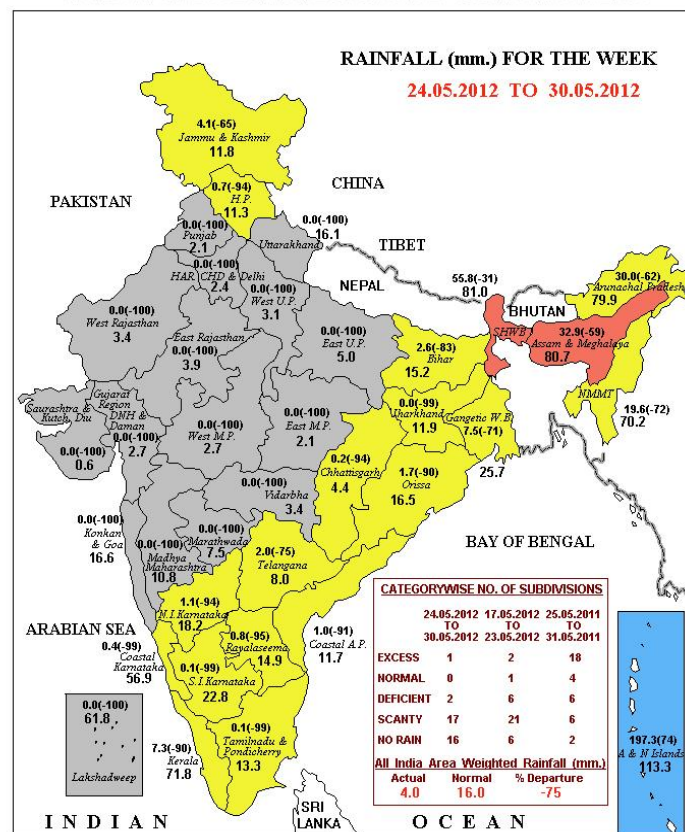 RAINFALL (mm.) FOR THE WEEK
24.05.2012 TO 30.05.2012
4.1(-65)
Jammu & Kashmir
11.8
0.7(-94)
H.P.
11.3
CHINA
PAKISTAN
0.0(-100)
Punjab
2.1
0.0(-100)
16.1
Uttarakhand
TIBET
0.0(-100)
HAR. CHD & Delhi
2.4
0.0(-100)
West U.P.
3.1
NEPAL
55.8(-31)
81.0
SHWB
BHUTAN
30.0(-62)
Arunachal Pradesh
79.9
0.0(-100)
West Rajasthan
3.4
East Rajasthan
0.0(-100)
3.9
0.0(-100)
East U.P.
5.0
2.6(-83)
Bihar
15.2
32.9(-59)
Assam & Meghalaya
80.7
NMMT
19.6(-72)
70.2
Saurashtra &
Kutch, Diu
0.0(-100)
0.6
Gujarat
Region
DNH &
Daman
0.0(-100)
2.7
0.0(-100)
West M.P.
2.7
0.0(-100)
East M.P.
2.1
0.0(-99)
Jharkhand
11.9
Gangetic W.B.
7.5(-71)
25.7
0.2(-94)
Chhattisgarh
4.4
1.7(-90)
Orissa
16.5
0.0(-100)
Vidarbha
3.4
0.0(-100)
Konkan
& Goa
16.6
0.0(-100)
Madhya
Maharashtra
10.8
0.0(-100)
Marathwada
7.5
2.0(-75)
Telangana
8.0
BAY OF BENGAL
ARABIAN SEA
1.1(-94)
N.I.Karnataka
18.2
0.8(-95)
Rayalaseema
14.9
1.0(-91)
Coastal A.P.
11.7
0.4(-99)
Coastal
Karnataka
56.9
0.1(-99)
S.I.Karnataka
22.8
0.0(-100)
61.8
Lakshadweep
7.3(-90)
Kerala
71.8
0.1(-99)
Tamilnadu &
Pondicherry
13.3
CATEGORYWISE NO. OF SUBDIVISIONS
24.05.2012 17.05.2012 25.05.2011
TO TO TO
30.05.2012 23.05.2012 31.05.2011
EXCESS 1 2 18
NORMAL 0 1 4
DEFICIENT 2 6 6
SCANTY 17 21 6
NO RAIN 16 6 2
All India Area Weighted Rainfall (mm.)
Actual Normal % Departure
4.0 16.0 -75
197.3(74)
A & N Islands
113.3
SRI
LANKA
INDIAN OCEAN